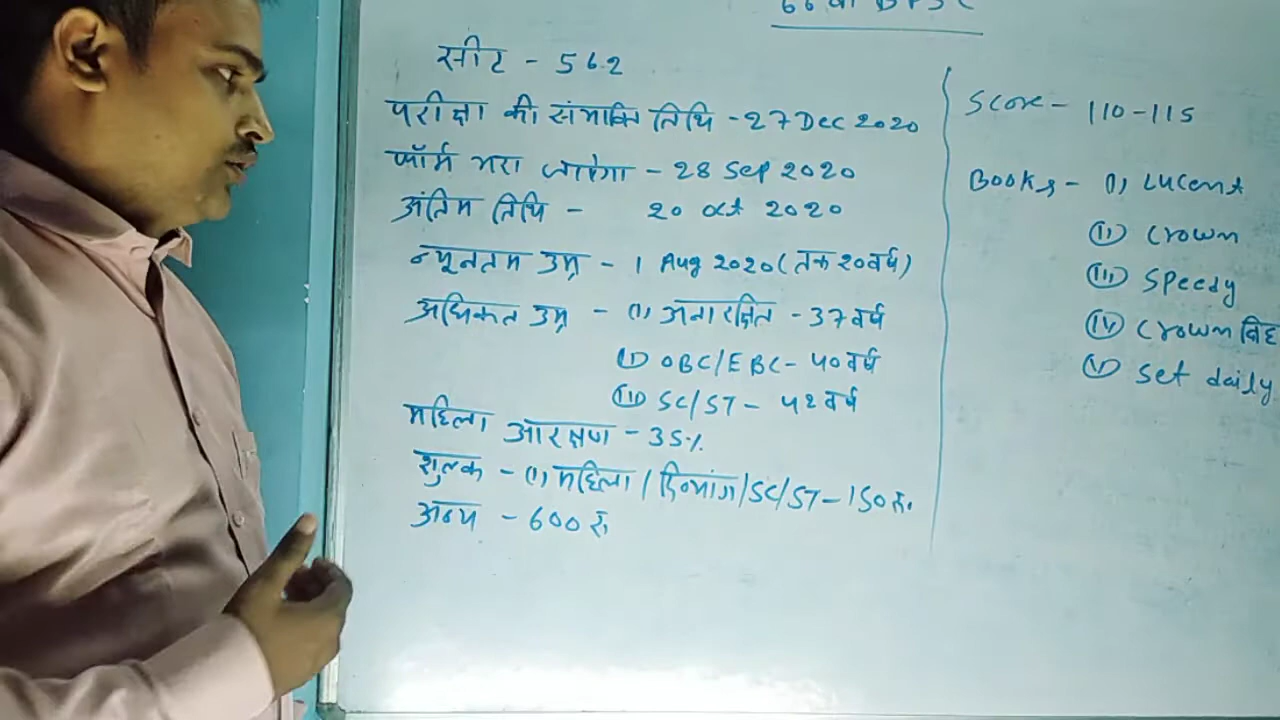 66 वी BPSC
सीट - 562
परीक्षा की संभावित तिथि - 27 Dec 2020
फॉर्म भरा जाऐगा - 28 Sep 2020
अंतिम तिथि - 20 oct 2020
न्यूनतम उम्र - 1 Aug 2020 (तक 20 वर्ष)
अधिकत उम्र - (i) अनारक्षित - 37 वर्ष
(ii) OBC/EBC - 40 वर्ष
(iii) SC/ST - 42 वर्ष
महिला आरक्षण - 35%
शुल्क - (i) महिला / दिव्यांग / SC/ST - 150 रु.
अन्य - 600 रु
Score - 110-115
Books - (i) Lucent
(ii) Crown
(iii) Speedy
(iv) Crown बिह
(v) Set daily